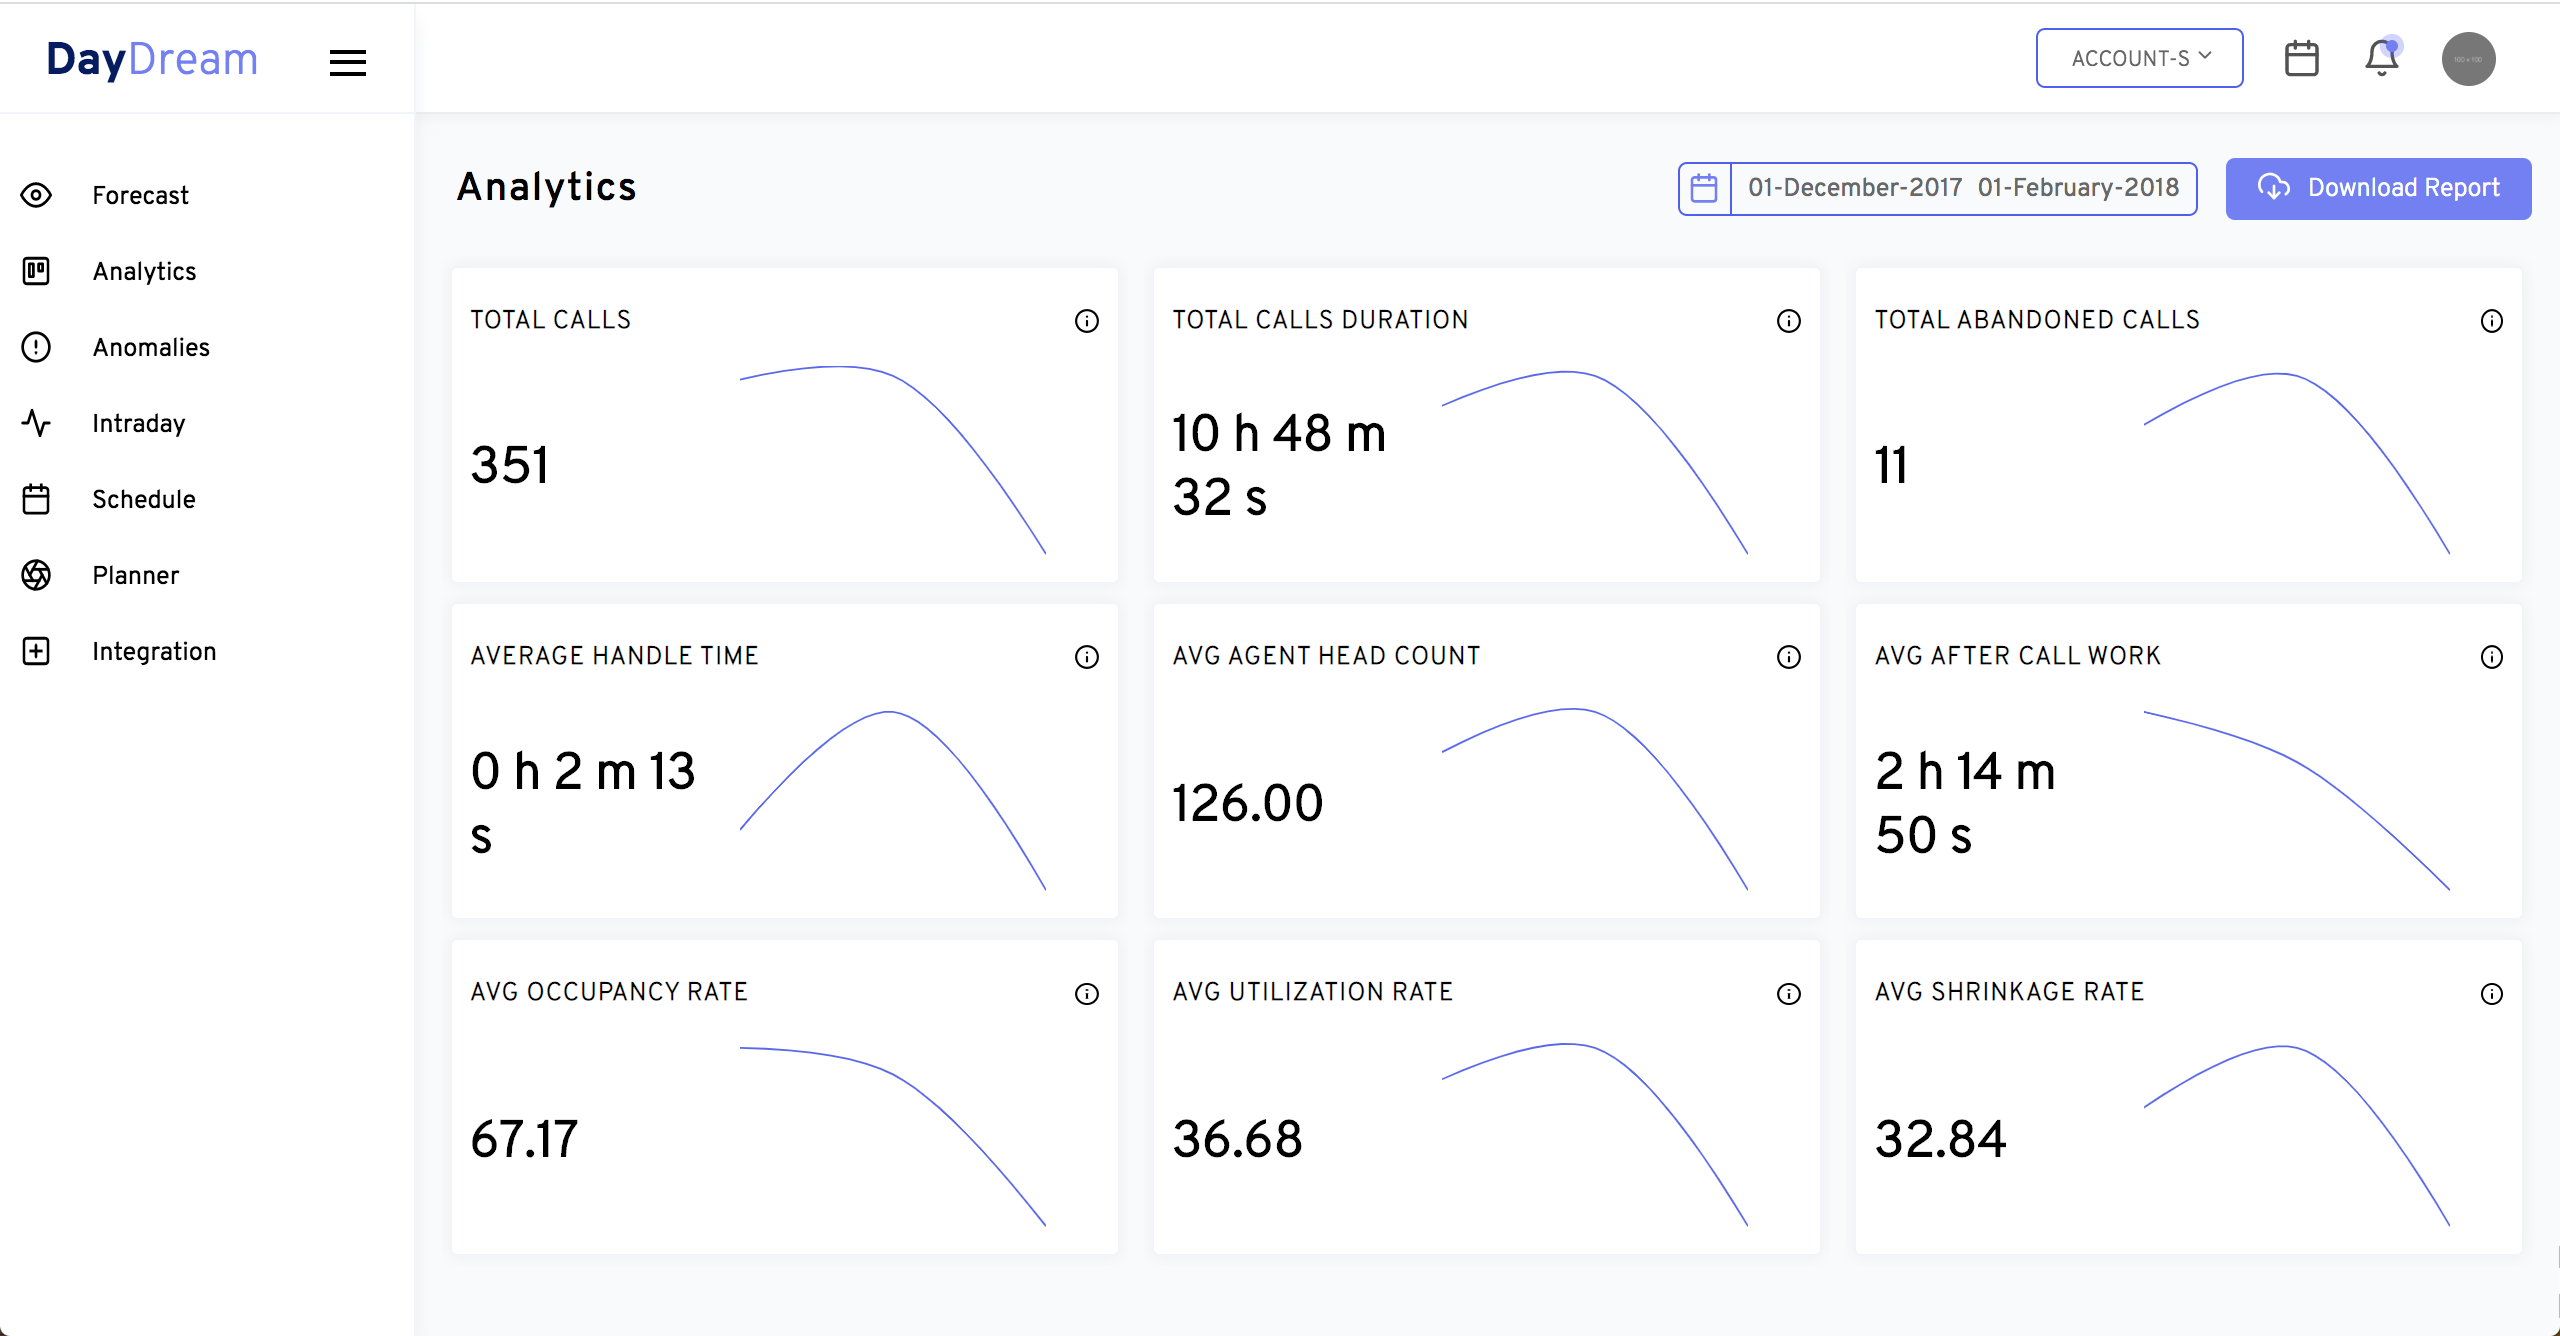 DayDream
ACCOUNT-S
100 x 100
Forecast
Analytics
Anomalies
Intraday
Schedule
Planner
Integration
Analytics
01-December-2017 01-February-2018
Download Report
TOTAL CALLS
351
TOTAL CALLS DURATION
10 h 48 m
32 s
TOTAL ABANDONED CALLS
11
AVERAGE HANDLE TIME
0 h 2 m 13
s
AVG AGENT HEAD COUNT
126.00
AVG AFTER CALL WORK
2 h 14 m
50 s
AVG OCCUPANCY RATE
67.17
AVG UTILIZATION RATE
36.68
AVG SHRINKAGE RATE
32.84